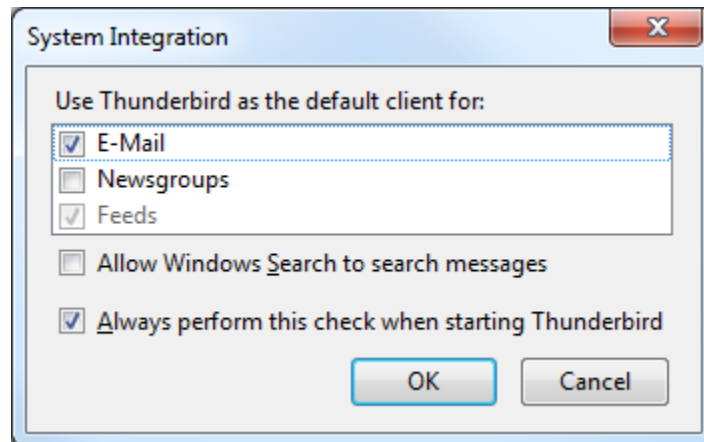 System Integration
Use Thunderbird as the default client for:
E-Mail
Newsgroups
Feeds
Allow Windows Search to search messages
Always perform this check when starting Thunderbird
OK
Cancel